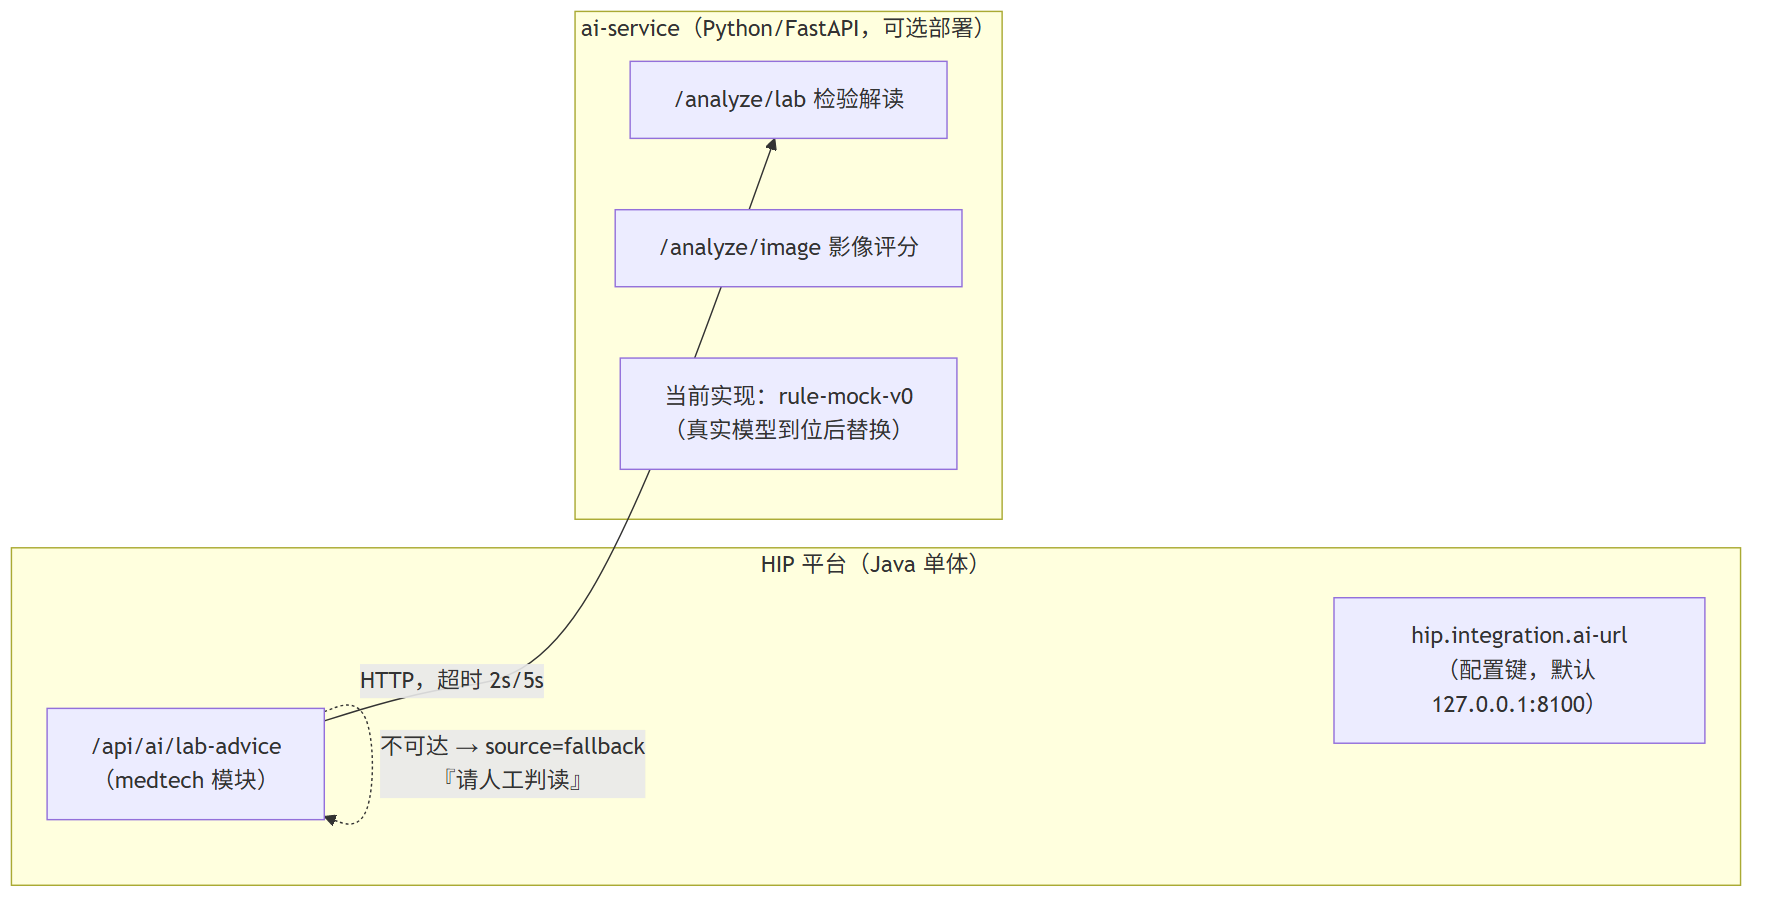 ai-service（Python/FastAPI，可选部署）
/analyze/lab 检验解读
/analyze/image 影像评分
当前实现：rule-mock-v0
（真实模型到位后替换）
HIP 平台（Java 单体）
hip.integration.ai-url
（配置键，默认
127.0.0.1:8100）
HTTP，超时 2s/5s
/api/ai/lab-advice
（medtech 模块）
不可达 → source=fallback
『请人工判读』